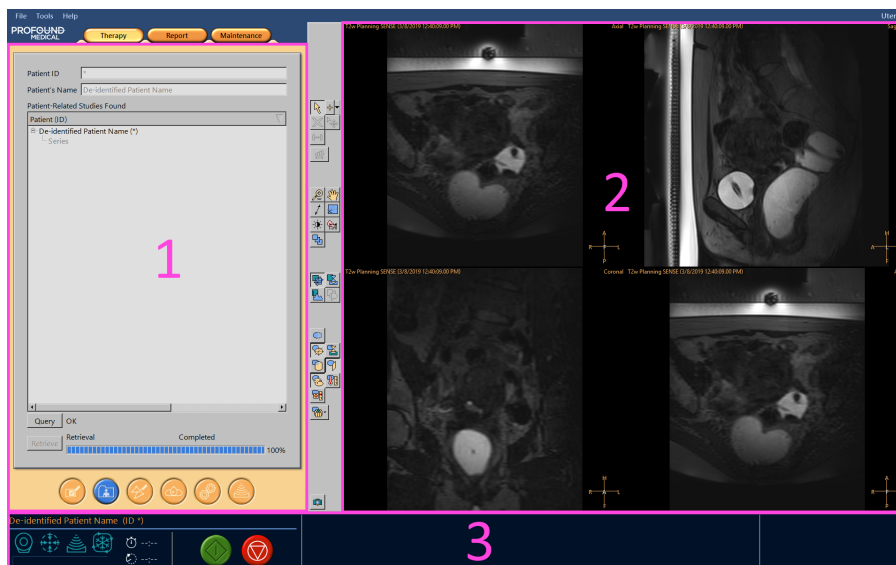 File Tools Help
Uter
PROFOUND
MEDICAL
Therapy
Report
Maintenance
Patient ID
*
Patient's Name De-identified Patient Name
Patient-Related Studies Found
Patient (ID)
De-identified Patient Name (*)
Series
1
Query OK
Retrieve
Retrieval Completed
100%
T2w Planning SENSE (3/8/2019 12:40:09.00 PM) Axial
T2w Planning SENSE (3/8/2019 12:40:09.00 PM) Sag
2
A
R F L
P
H
A
F
T2w Planning SENSE (3/8/2019 12:40:09.00 PM) Coronal
T2w Planning SENSE (3/8/2019 12:40:09.00 PM) A
H
R A L
F
A
R F
P
De-identified Patient Name (ID *)
--:--
--:--
3